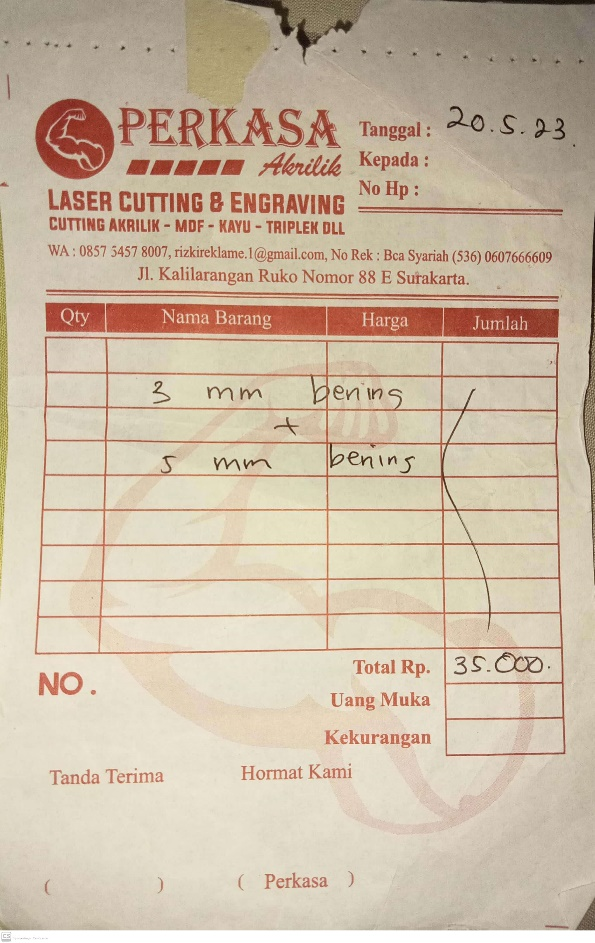 PERKASA
Akrilik
LASER CUTTING & ENGRAVING
CUTTING AKRILIK - MDF - KAYU - TRIPLEK DLL
Tanggal : 20.5.23.
Kepada :
No Hp :
WA : 0857 5457 8007, rizkireklame.1@gmail.com, No Rek : Bca Syariah (536) 0607666609
Jl. Kalilarangan Ruko Nomor 88 E Surakarta.
Qty Nama Barang Harga Jumlah
3 mm bening
+
5 mm bening
Total Rp. 35.000.
NO.
Uang Muka
Kekurangan
Tanda Terima Hormat Kami
( ) ( Perkasa )
CS